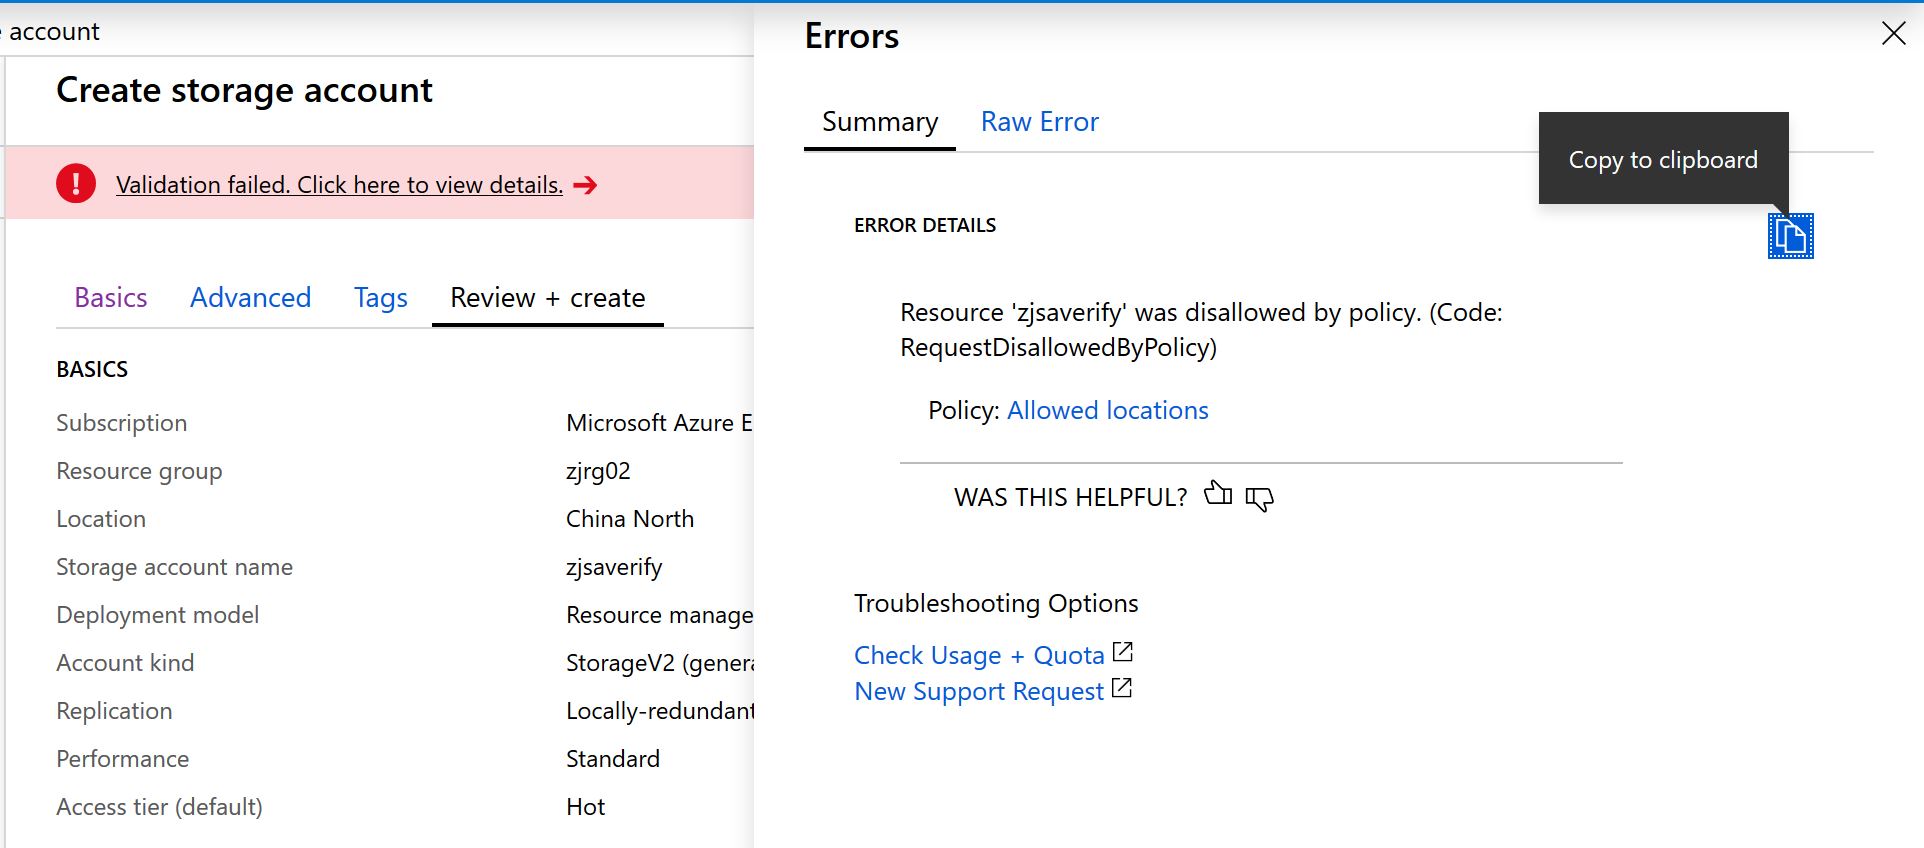 account
Create storage account
Validation failed. Click here to view details.
Basics Advanced Tags Review + create
BASICS
Subscription Microsoft Azure E
Resource group zjrg02
Location China North
Storage account name zjsaverify
Deployment model Resource manage
Account kind StorageV2 (genera
Replication Locally-redundant
Performance Standard
Access tier (default) Hot
Errors
Summary Raw Error
Copy to clipboard
ERROR DETAILS
Resource 'zjsaverify' was disallowed by policy. (Code:
RequestDisallowedByPolicy)
Policy: Allowed locations
WAS THIS HELPFUL?
Troubleshooting Options
Check Usage + Quota
New Support Request